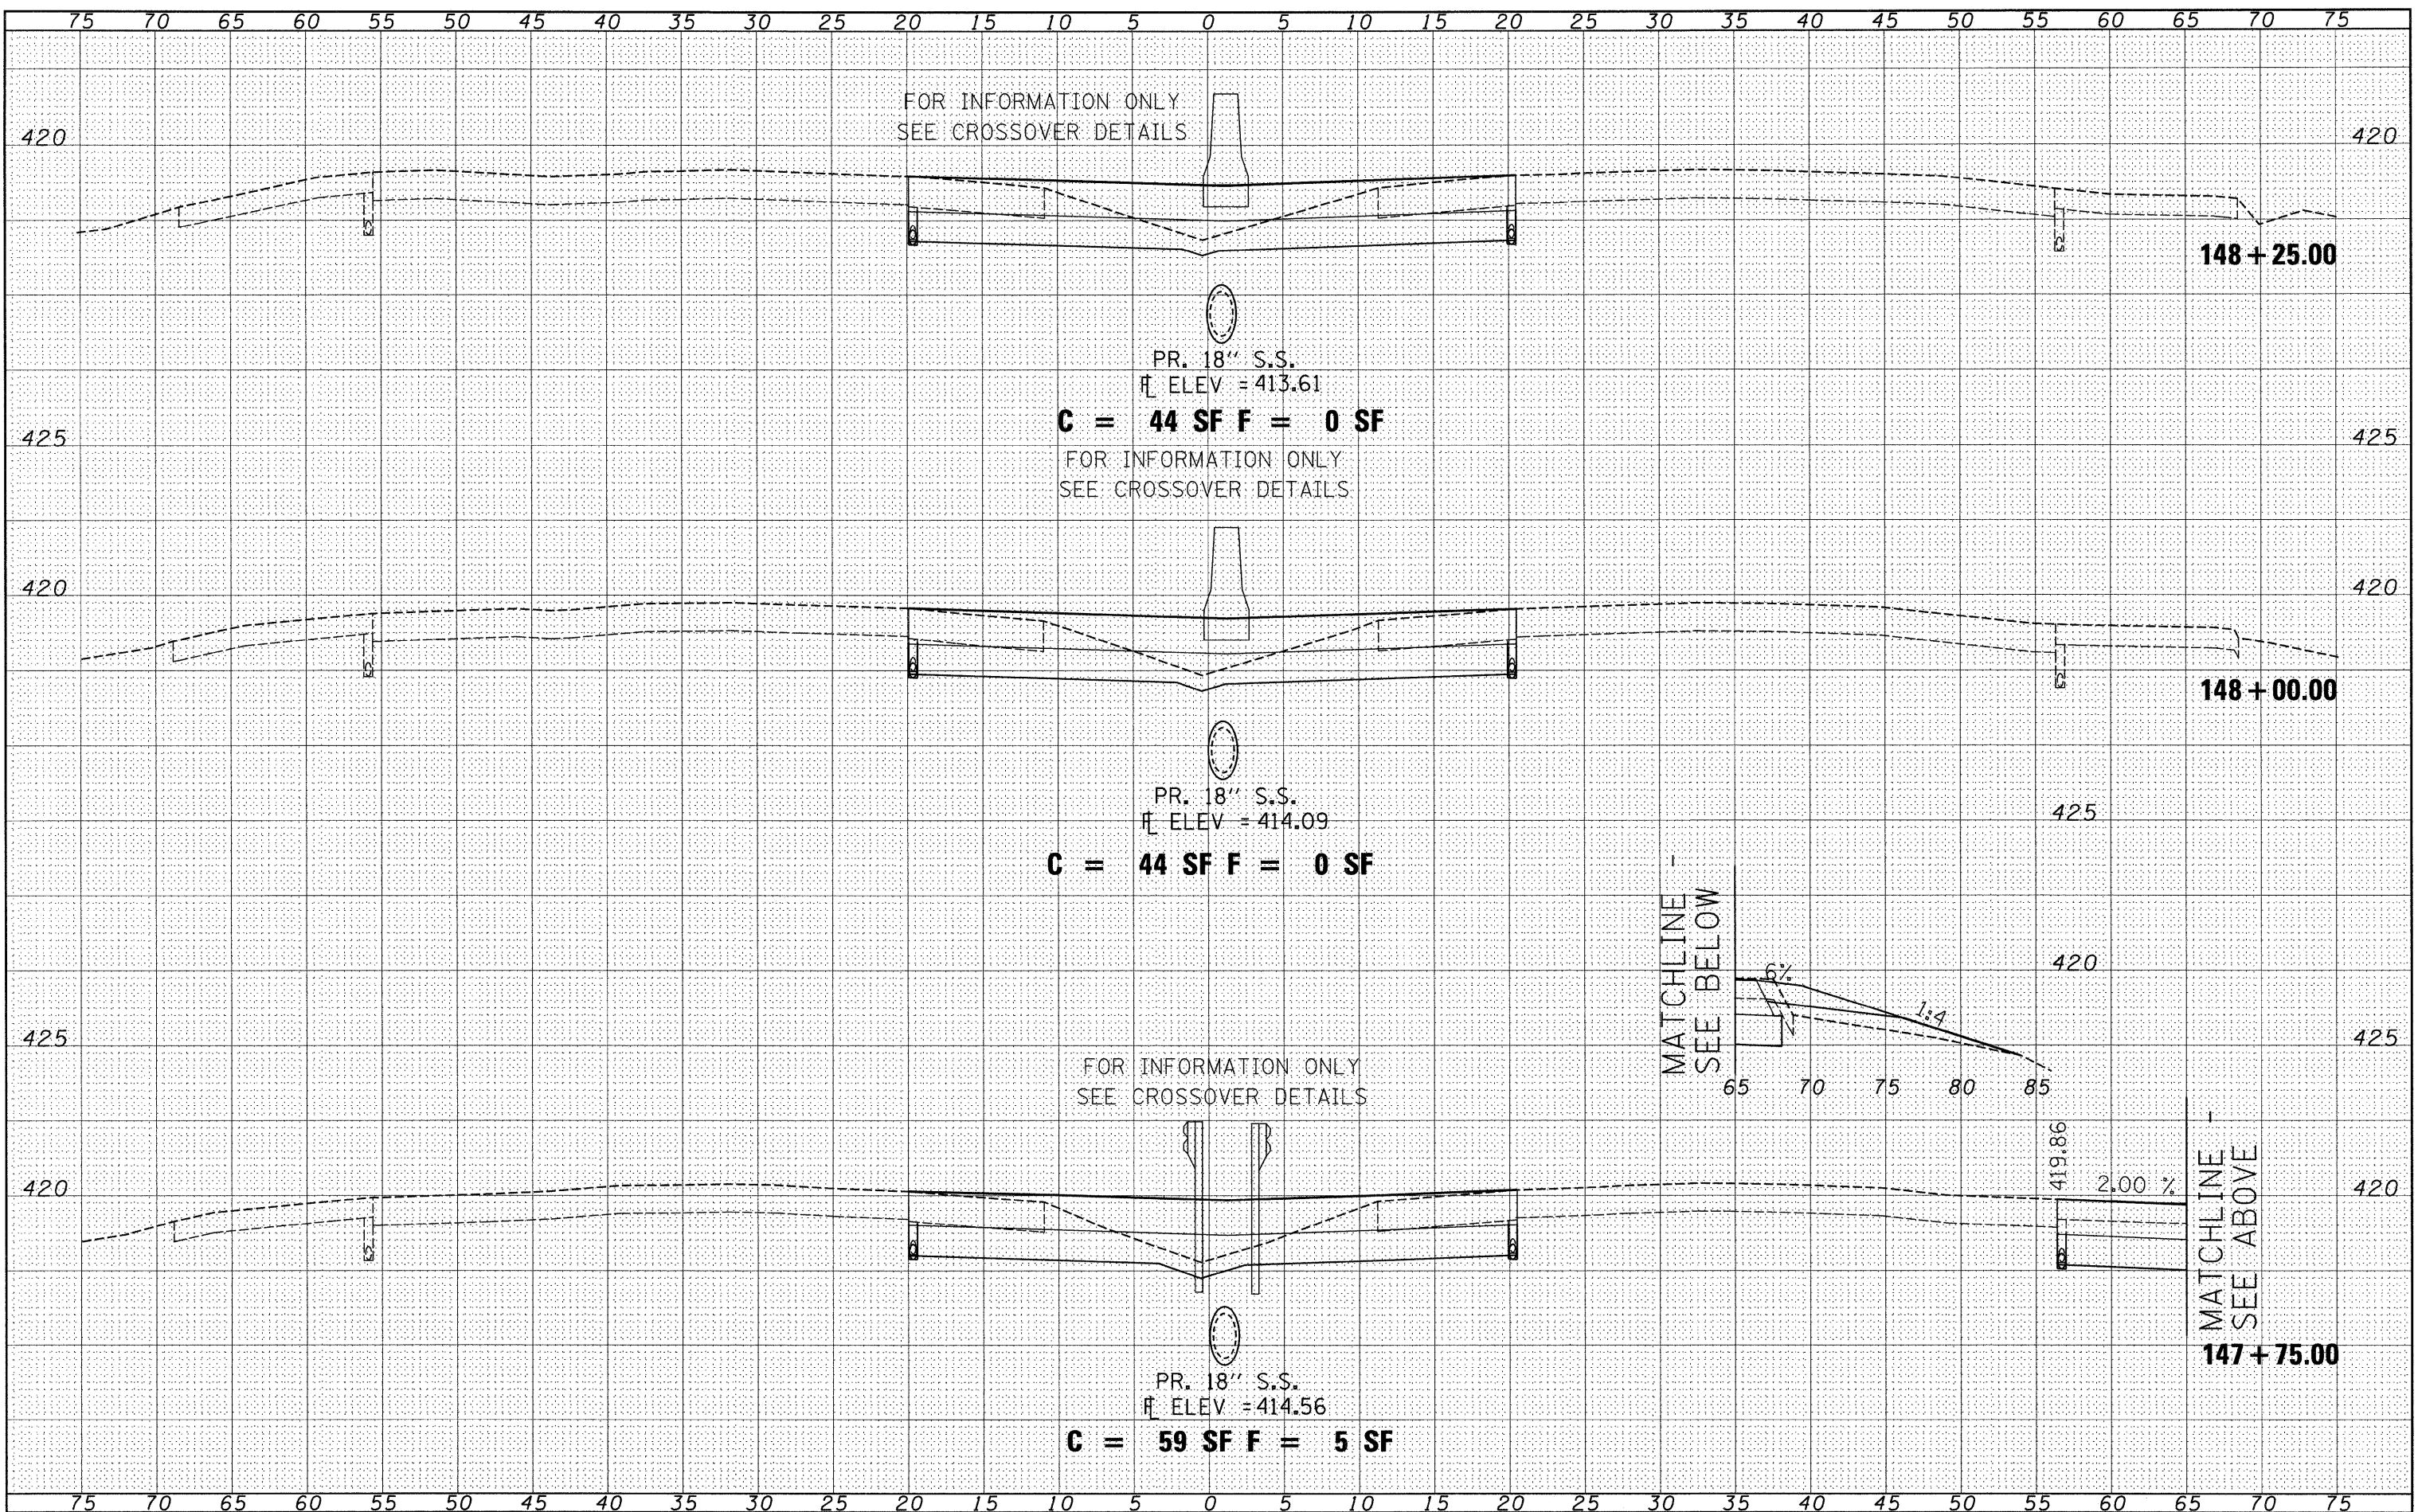 75 70 65 60 55 50 45 40 35 30 25 20 15 10 5 0 5 10 15 20 25 30 35 40 45 50 55 60 65 70 75
FOR INFORMATION ONLY
SEE CROSSOVER DETAILS
420 420
148+25.00
PR. 18'' S.S.
℄ ELEV =413.61
C = 44 SF F = 0 SF
425 425
FOR INFORMATION ONLY
SEE CROSSOVER DETAILS
420 420
148+00.00
PR. 18'' S.S.
℄ ELEV =414.09
C = 44 SF F = 0 SF
425
MATCHLINE -
SEE BELOW
420
6%
1:4
425 425
65 70 75 80 85
FOR INFORMATION ONLY
SEE CROSSOVER DETAILS
419.86
2.00 %
MATCHLINE -
SEE ABOVE
420 420
147+75.00
PR. 18'' S.S.
℄ ELEV =414.56
C = 59 SF F = 5 SF
75 70 65 60 55 50 45 40 35 30 25 20 15 10 5 0 5 10 15 20 25 30 35 40 45 50 55 60 65 70 75